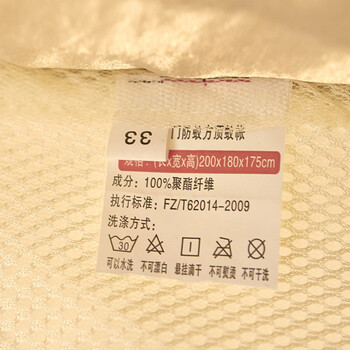 33
门防蚊方顶蚊帐
规格：(长x宽x高)200x180x175cm
成分：100%聚酯纤维
执行标准：FZ/T62014-2009
洗涤方式：
30
可以水洗 不可漂白 悬挂滴干 不可熨烫 不可干洗